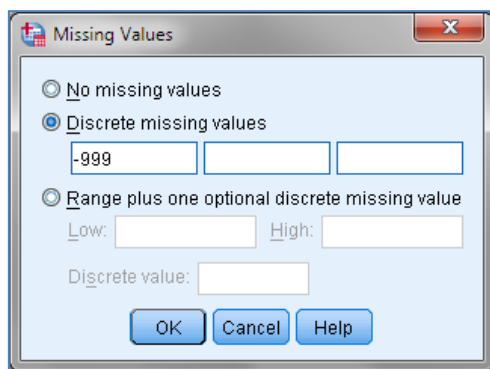 Missing Values
No missing values
Discrete missing values
-999
Range plus one optional discrete missing value
Low: High:
Discrete value:
OK Cancel Help